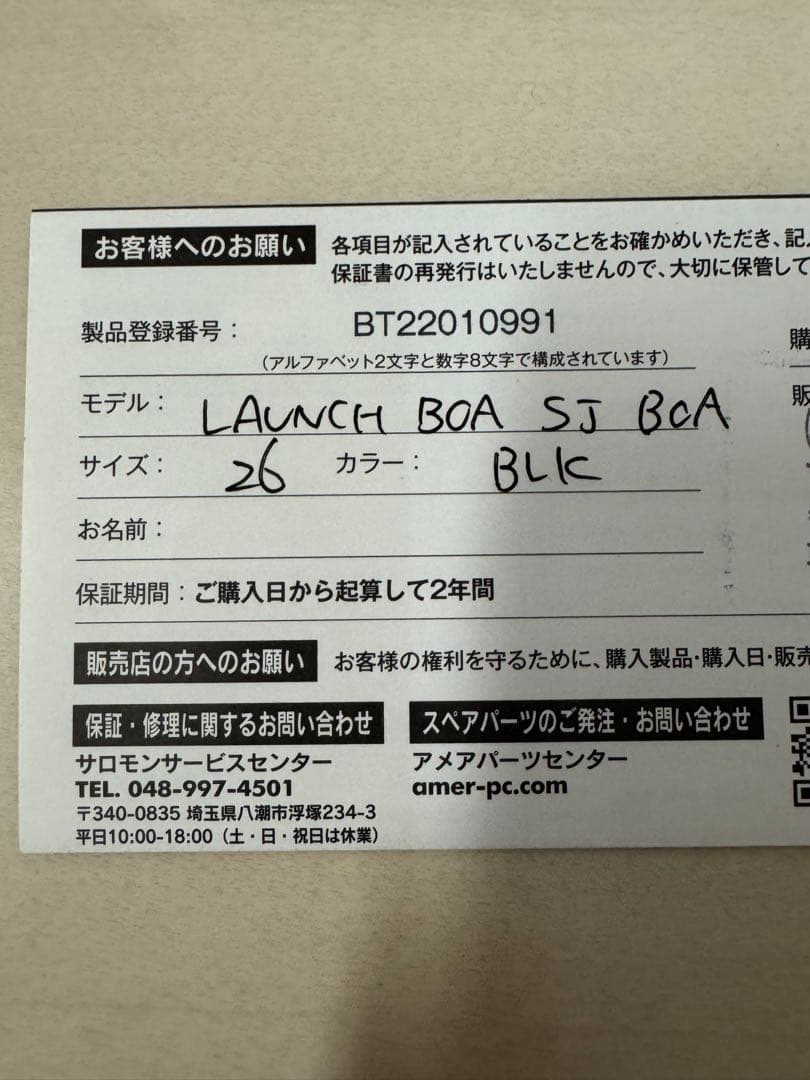 お客様へのお願い 各項目が記入されていることをお確かめいただき、記入
保証書の再発行はいたしませんので、大切に保管して
製品登録番号： BT22010991
（アルファベット2文字と数字8文字で構成されています）
購
モデル： LAUNCH BOA SJ BOA
販
サイズ： 26 カラー： BLK
お名前：
保証期間：ご購入日から起算して2年間
販売店の方へのお願い お客様の権利を守るために、購入製品・購入日・販売
保証・修理に関するお問い合わせ スペアパーツのご発注・お問い合わせ
サロモンサービスセンター アメアパーツセンター
TEL. 048-997-4501 amer-pc.com
〒340-0835 埼玉県八潮市浮塚234-3
平日10:00-18:00（土・日・祝日は休業）